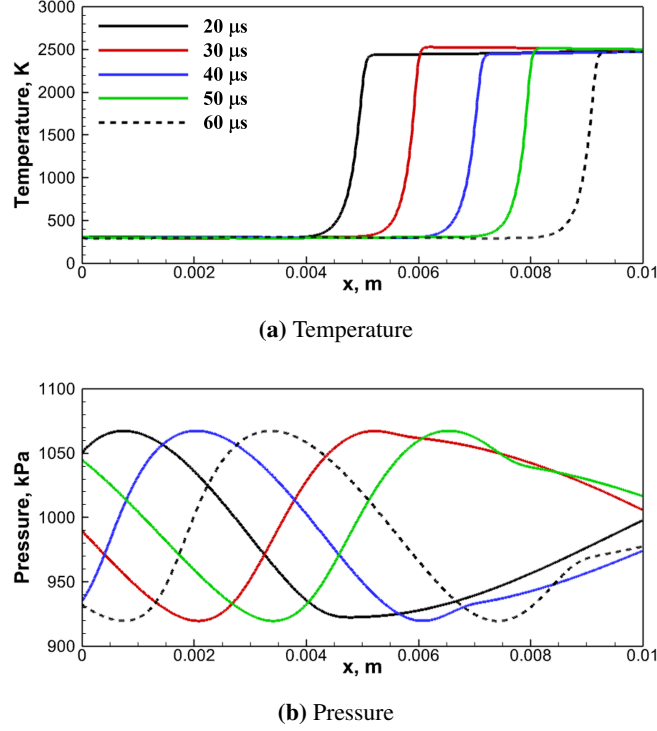 3000
2500
2000
1500
1000
500
0
Temperature, K
20 µs
30 µs
40 µs
50 µs
60 µs
0 0.002 0.004 0.006 0.008 0.01
x, m
(a) Temperature
1100
1050
1000
950
900
Pressure, kPa
0 0.002 0.004 0.006 0.008 0.01
x, m
(b) Pressure